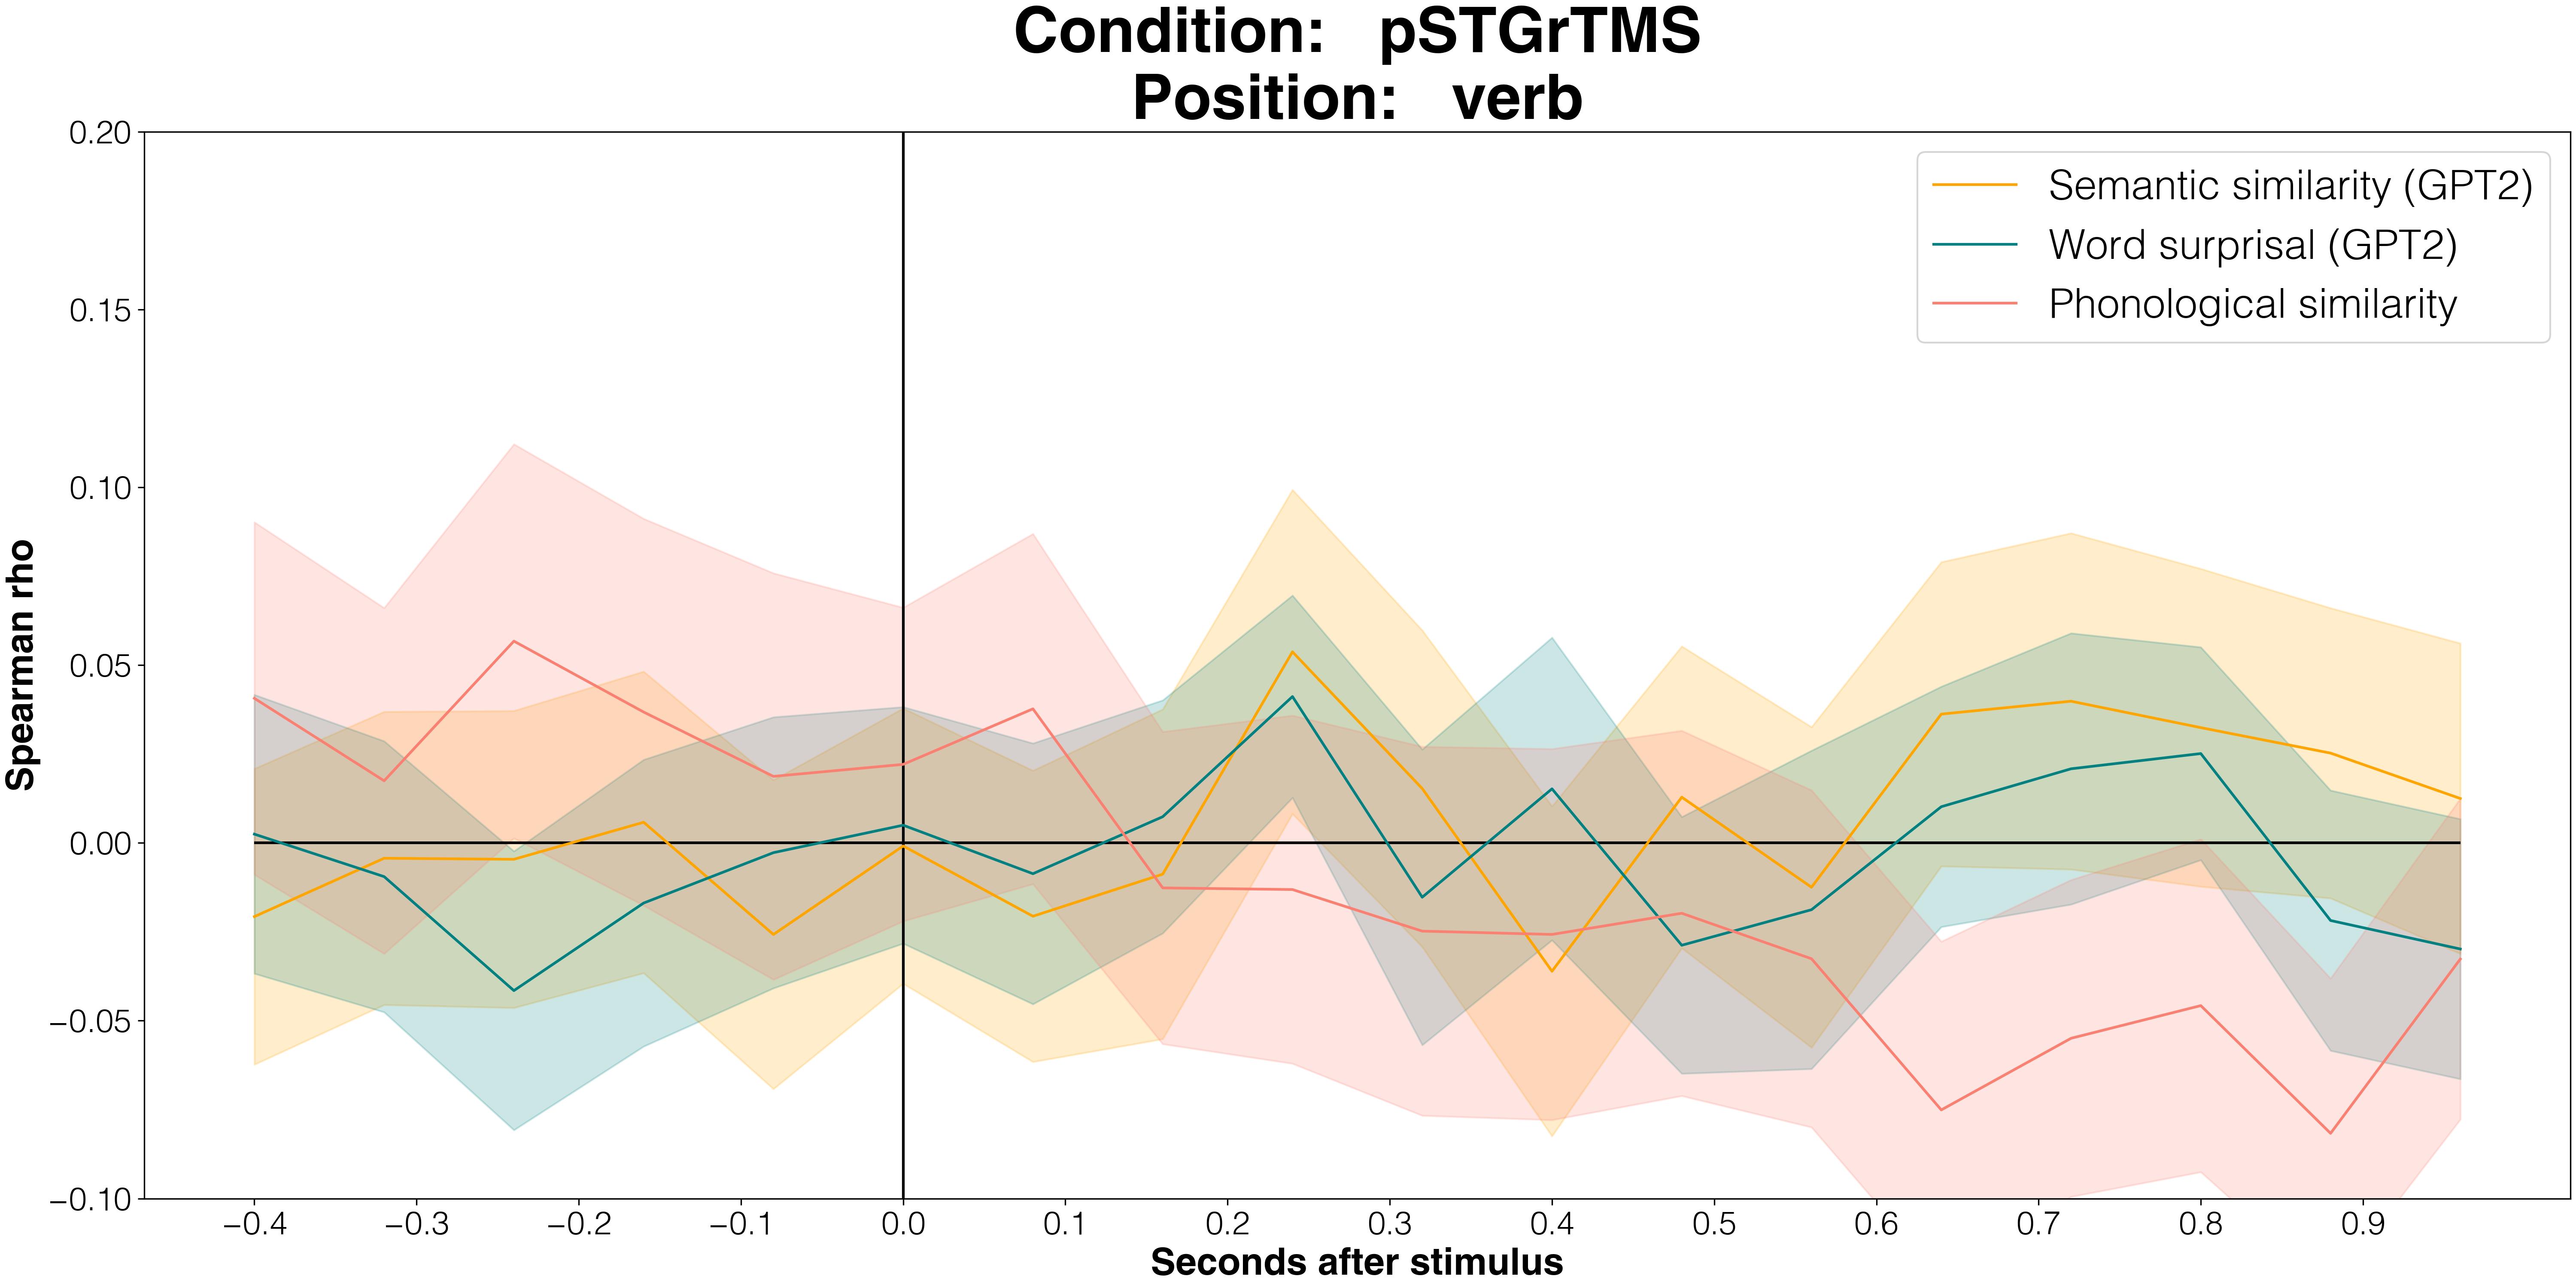 Condition: pSTGrTMS
Position: verb
0.20
0.15
0.10
0.05
0.00
−0.05
−0.10
Spearman rho
Semantic similarity (GPT2)
Word surprisal (GPT2)
Phonological similarity
−0.4 −0.3 −0.2 −0.1 0.0 0.1 0.2 0.3 0.4 0.5 0.6 0.7 0.8 0.9
Seconds after stimulus